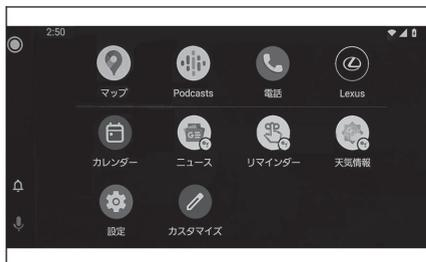 2:50
マップ Podcasts 電話 Lexus
カレンダー ニュース リマインダー 天気情報
設定 カスタマイズ